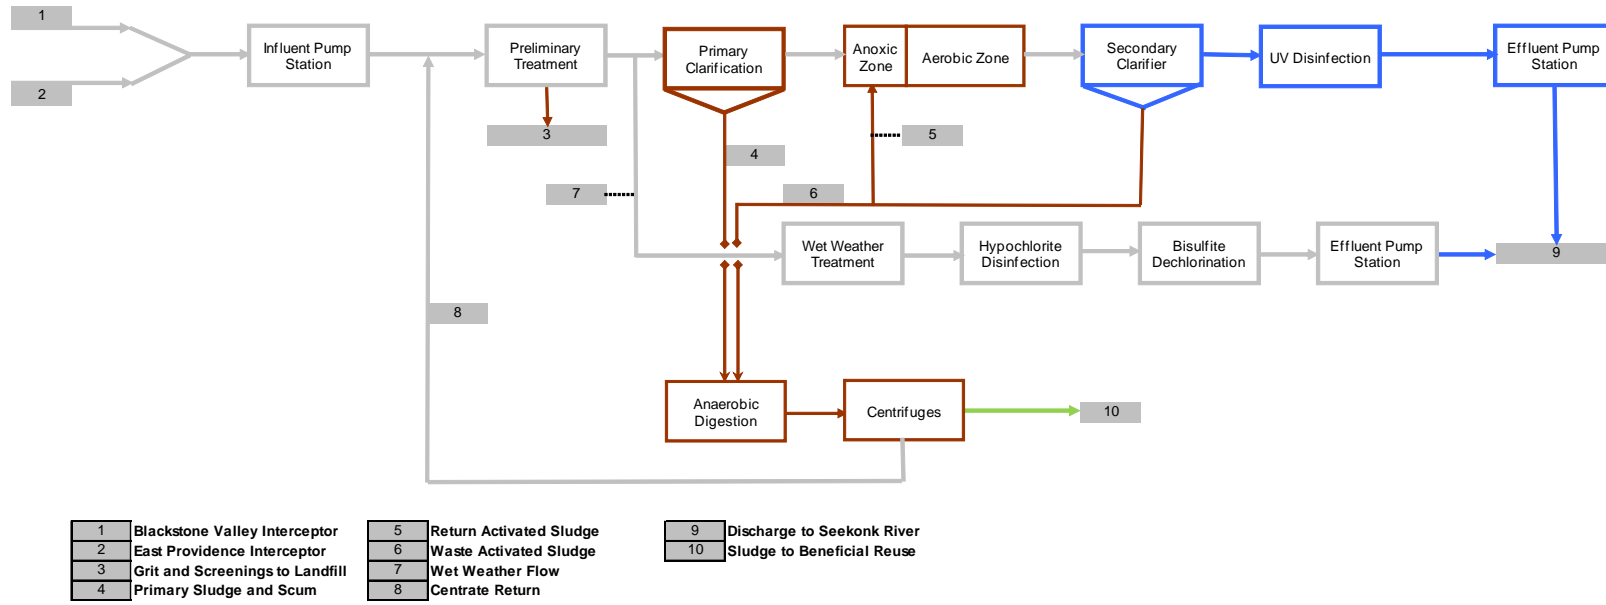 1
Influent Pump
Station
Preliminary
Treatment
Primary
Clarification
Anoxic
Zone
Aerobic Zone
Secondary
Clarifier
UV Disinfection
Effluent Pump
Station
2
3
5
4
7
6
Wet Weather
Treatment
Hypochlorite
Disinfection
Bisulfite
Dechlorination
Effluent Pump
Station
9
8
Anaerobic
Digestion
Centrifuges
10
1 Blackstone Valley Interceptor
2 East Providence Interceptor
3 Grit and Screenings to Landfill
4 Primary Sludge and Scum
5 Return Activated Sludge
6 Waste Activated Sludge
7 Wet Weather Flow
8 Centrate Return
9 Discharge to Seekonk River
10 Sludge to Beneficial Reuse